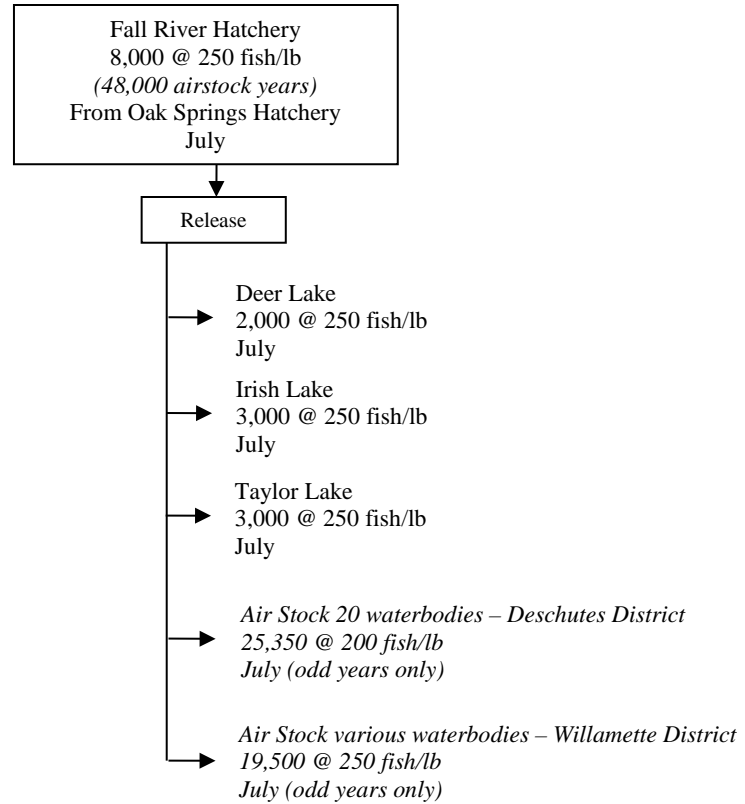 Fall River Hatchery
8,000 @ 250 fish/lb
(48,000 airstock years)
From Oak Springs Hatchery
July
Release
Deer Lake
2,000 @ 250 fish/lb
July
Irish Lake
3,000 @ 250 fish/lb
July
Taylor Lake
3,000 @ 250 fish/lb
July
Air Stock 20 waterbodies – Deschutes District
25,350 @ 200 fish/lb
July (odd years only)
Air Stock various waterbodies – Willamette District
19,500 @ 250 fish/lb
July (odd years only)